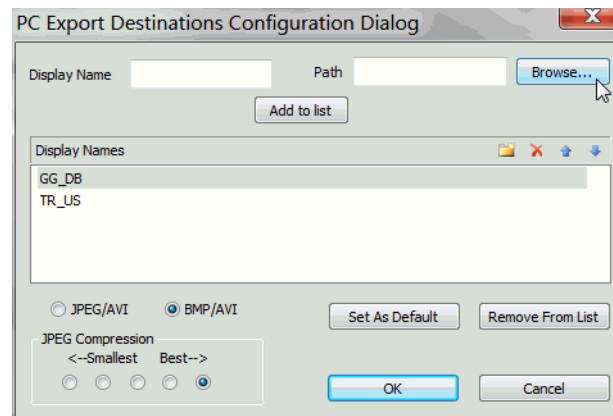 PC Export Destinations Configuration Dialog
Display Name
Path
Browse...
Add to list
Display Names
GG_DB
TR_US
JPEG/AVI
BMP/AVI
Set As Default
Remove From List
JPEG Compression
<--Smallest
Best-->
OK
Cancel